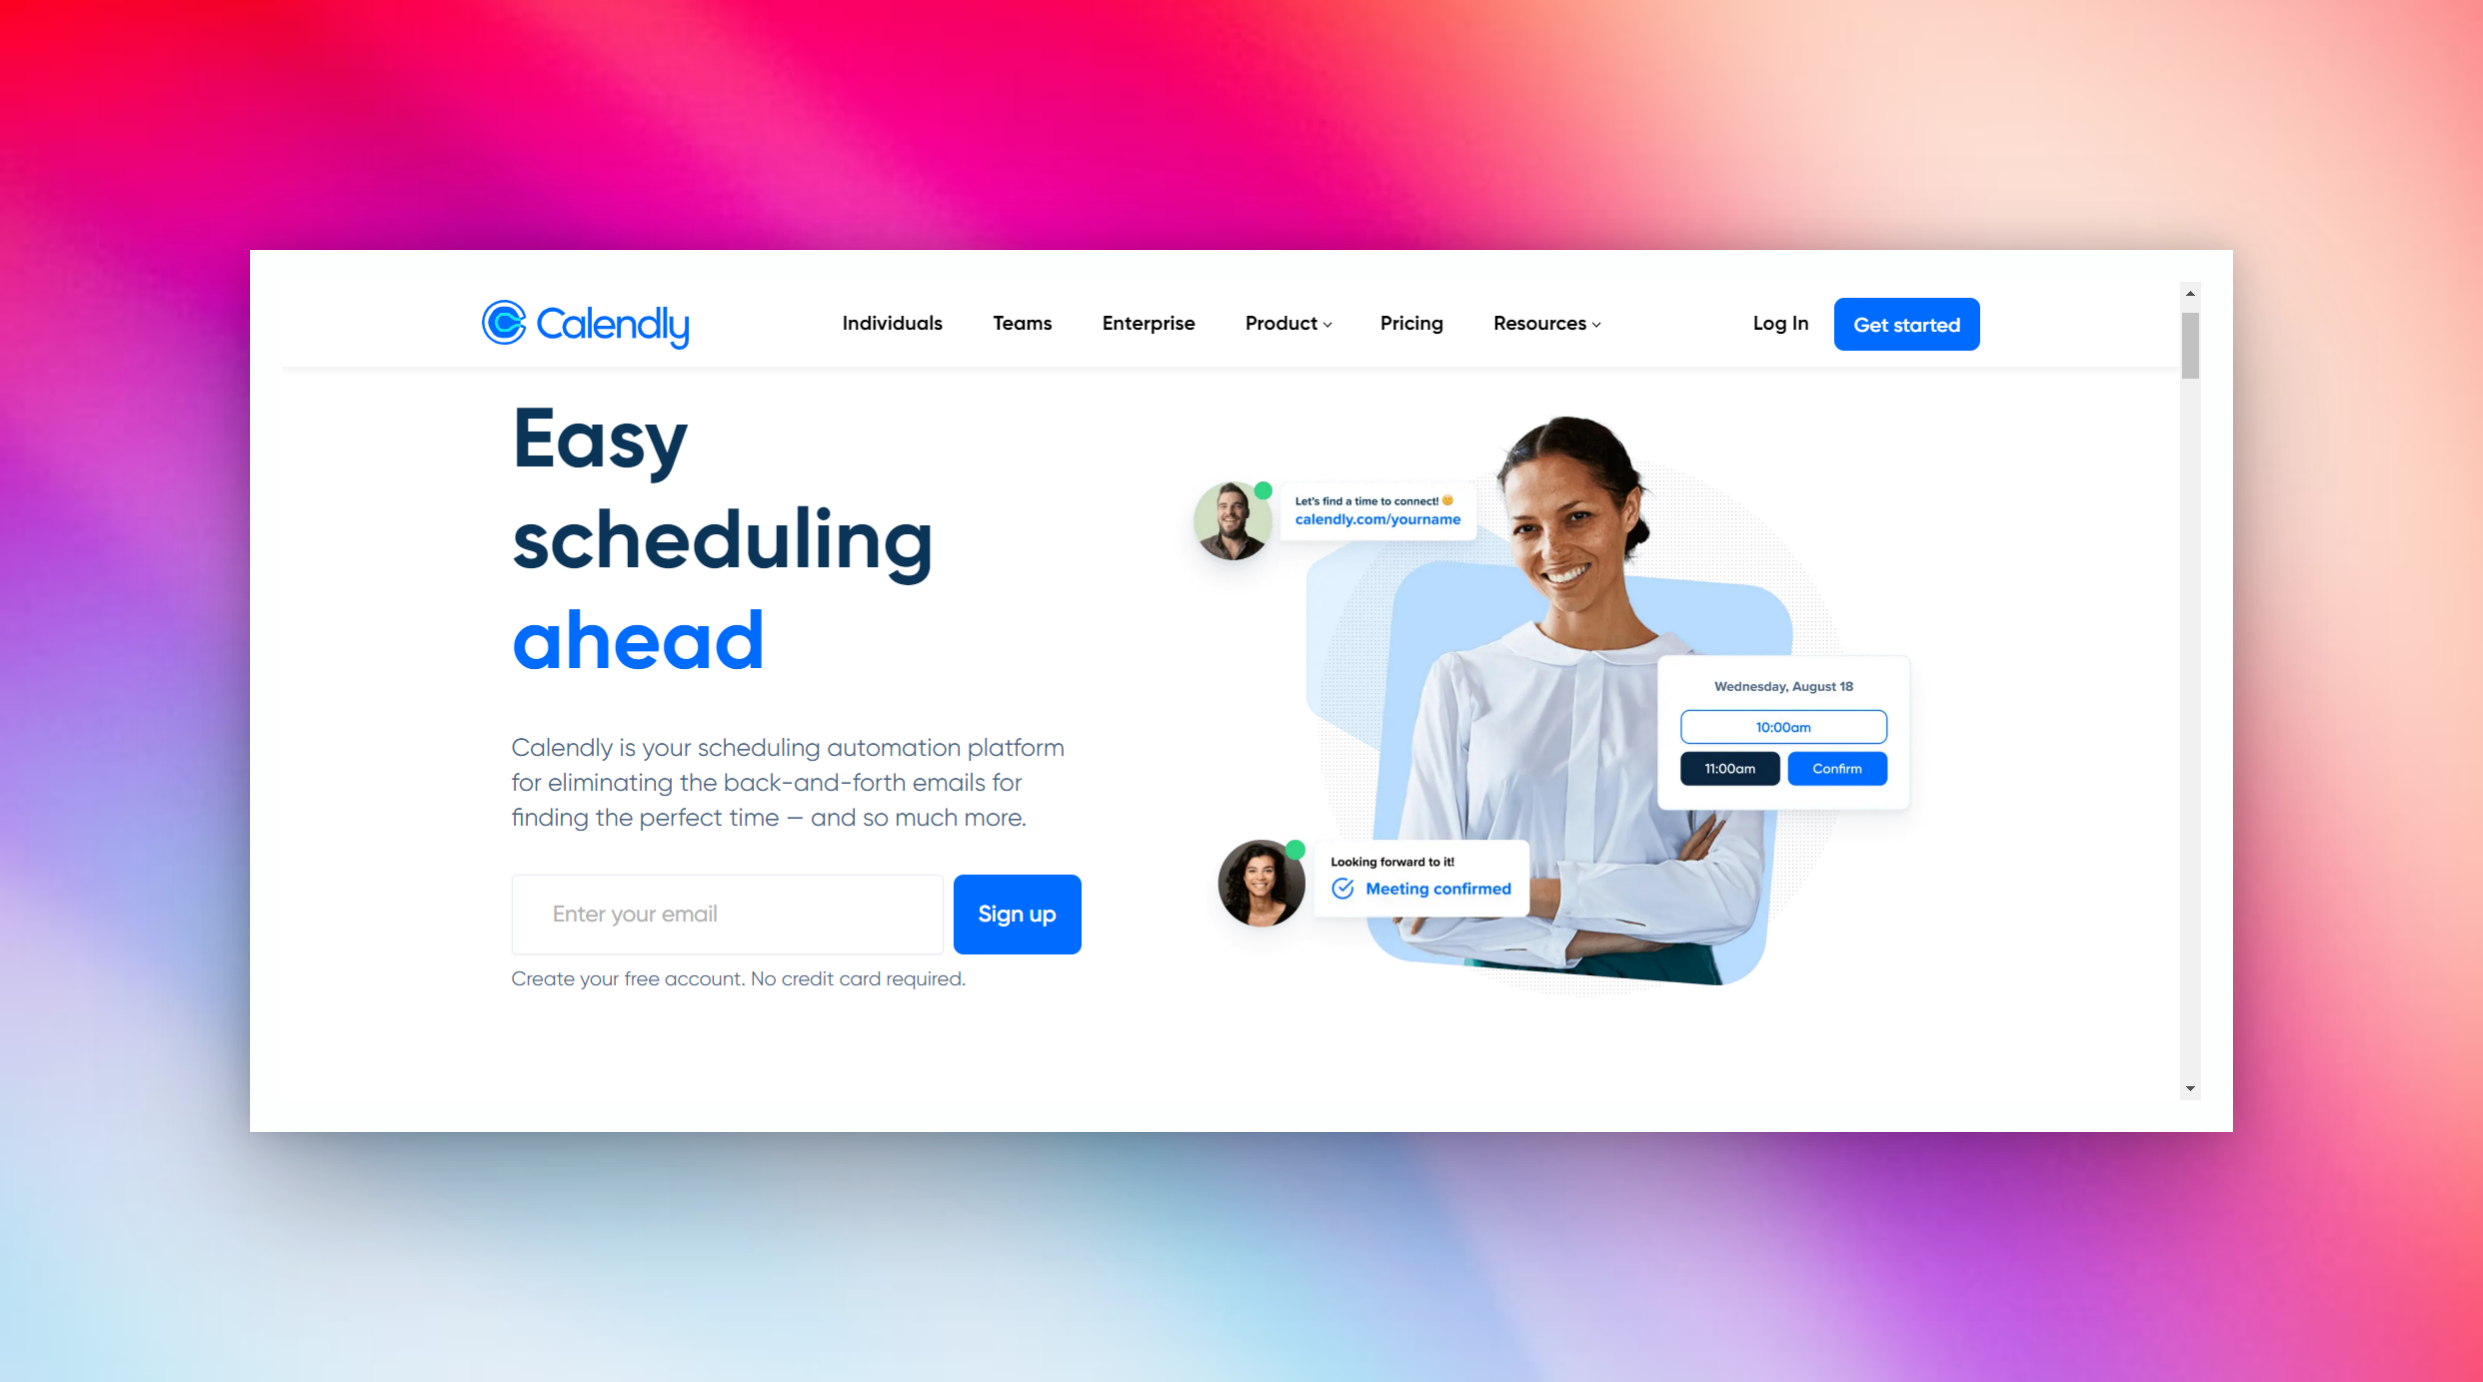 Calendly
Individuals
Teams
Enterprise
Product
Pricing
Resources
Log In
Get started
Easy
scheduling
ahead
Calendly is your scheduling automation platform
for eliminating the back-and-forth emails for
finding the perfect time — and so much more.
Enter your email
Sign up
Create your free account. No credit card required.
Let's find a time to connect! 😊
calendly.com/yourname
Wednesday, August 18
10:00am
11:00am
Confirm
Looking forward to it!
Meeting confirmed